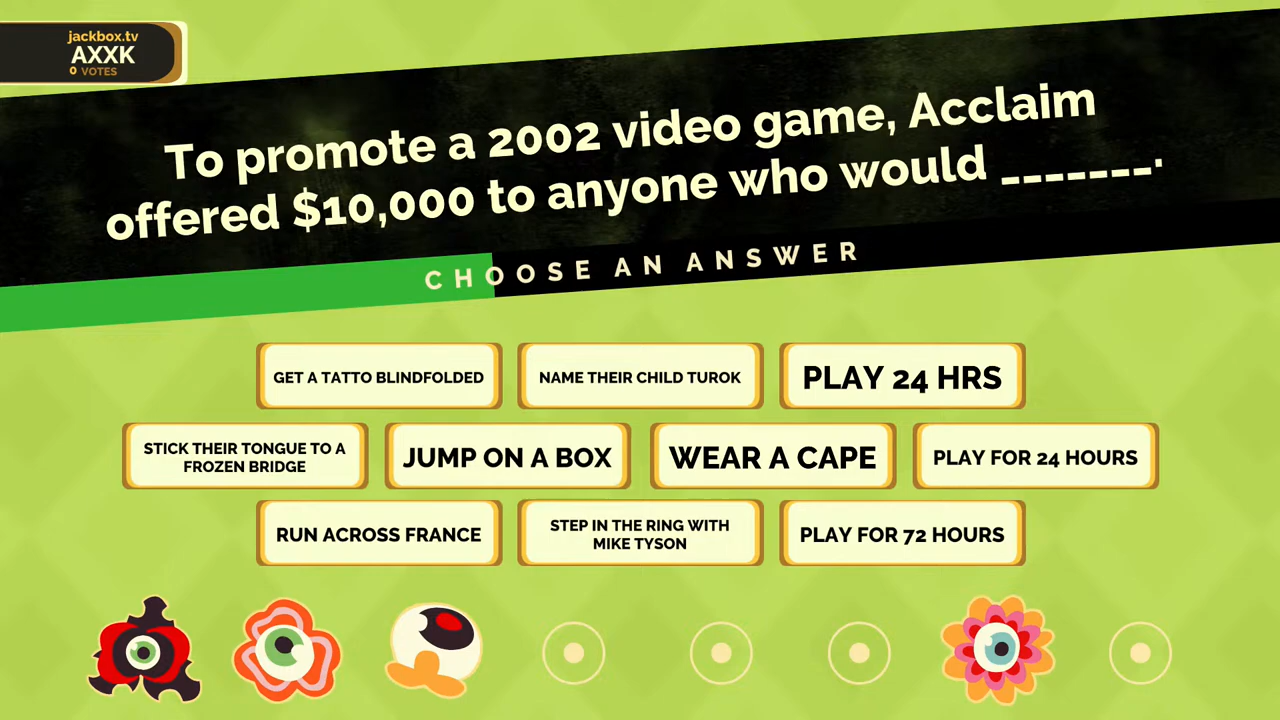 jackbox.tv
AXXK
0 VOTES
To promote a 2002 video game, Acclaim
offered $10,000 to anyone who would _______.
CHOOSE AN ANSWER
GET A TATTO BLINDFOLDED
NAME THEIR CHILD TUROK
PLAY 24 HRS
STICK THEIR TONGUE TO A
FROZEN BRIDGE
JUMP ON A BOX
WEAR A CAPE
PLAY FOR 24 HOURS
RUN ACROSS FRANCE
STEP IN THE RING WITH
MIKE TYSON
PLAY FOR 72 HOURS